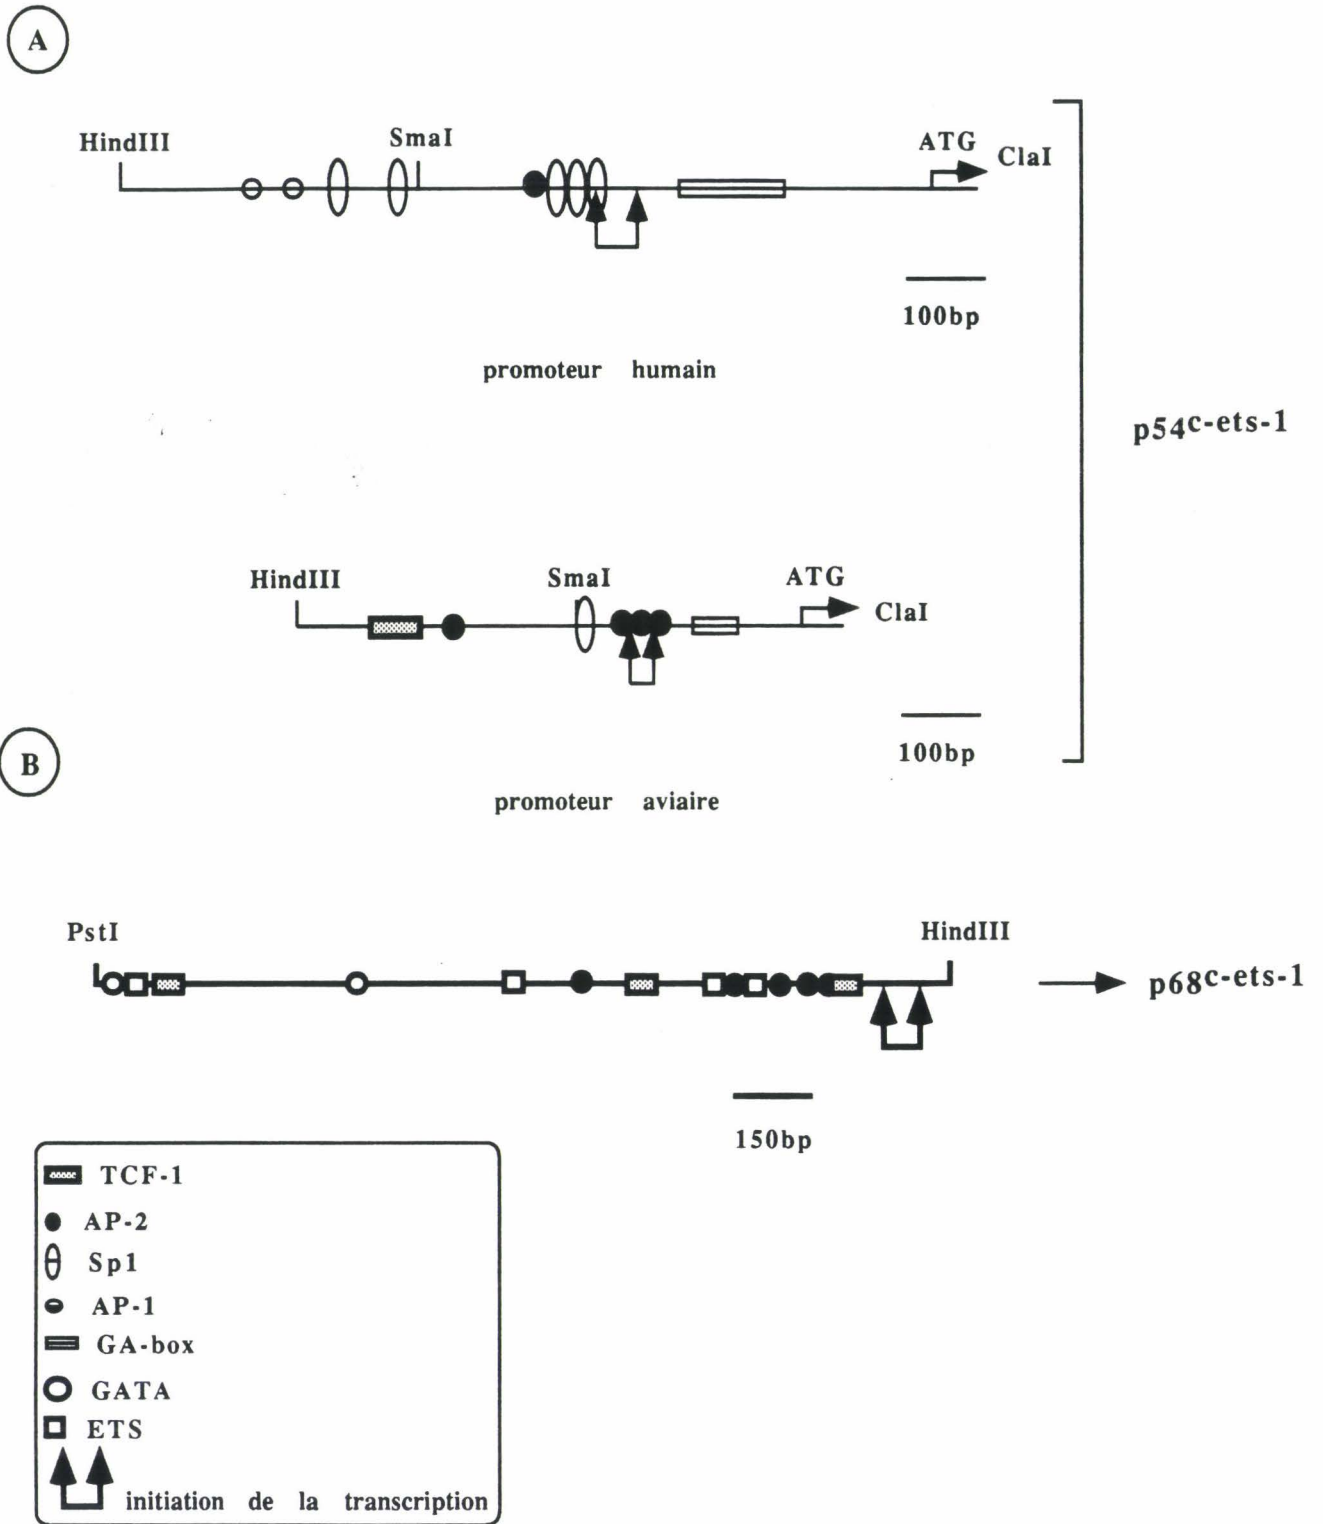 A
HindIII
SmaI
ATG
ClaI
100bp
promoteur humain
p54c-ets-1
HindIII
SmaI
ATG
ClaI
100bp
B
promoteur aviaire
PstI
HindIII
p68c-ets-1
150bp
TCF-1
AP-2
Sp1
AP-1
GA-box
GATA
ETS
initiation de la transcription